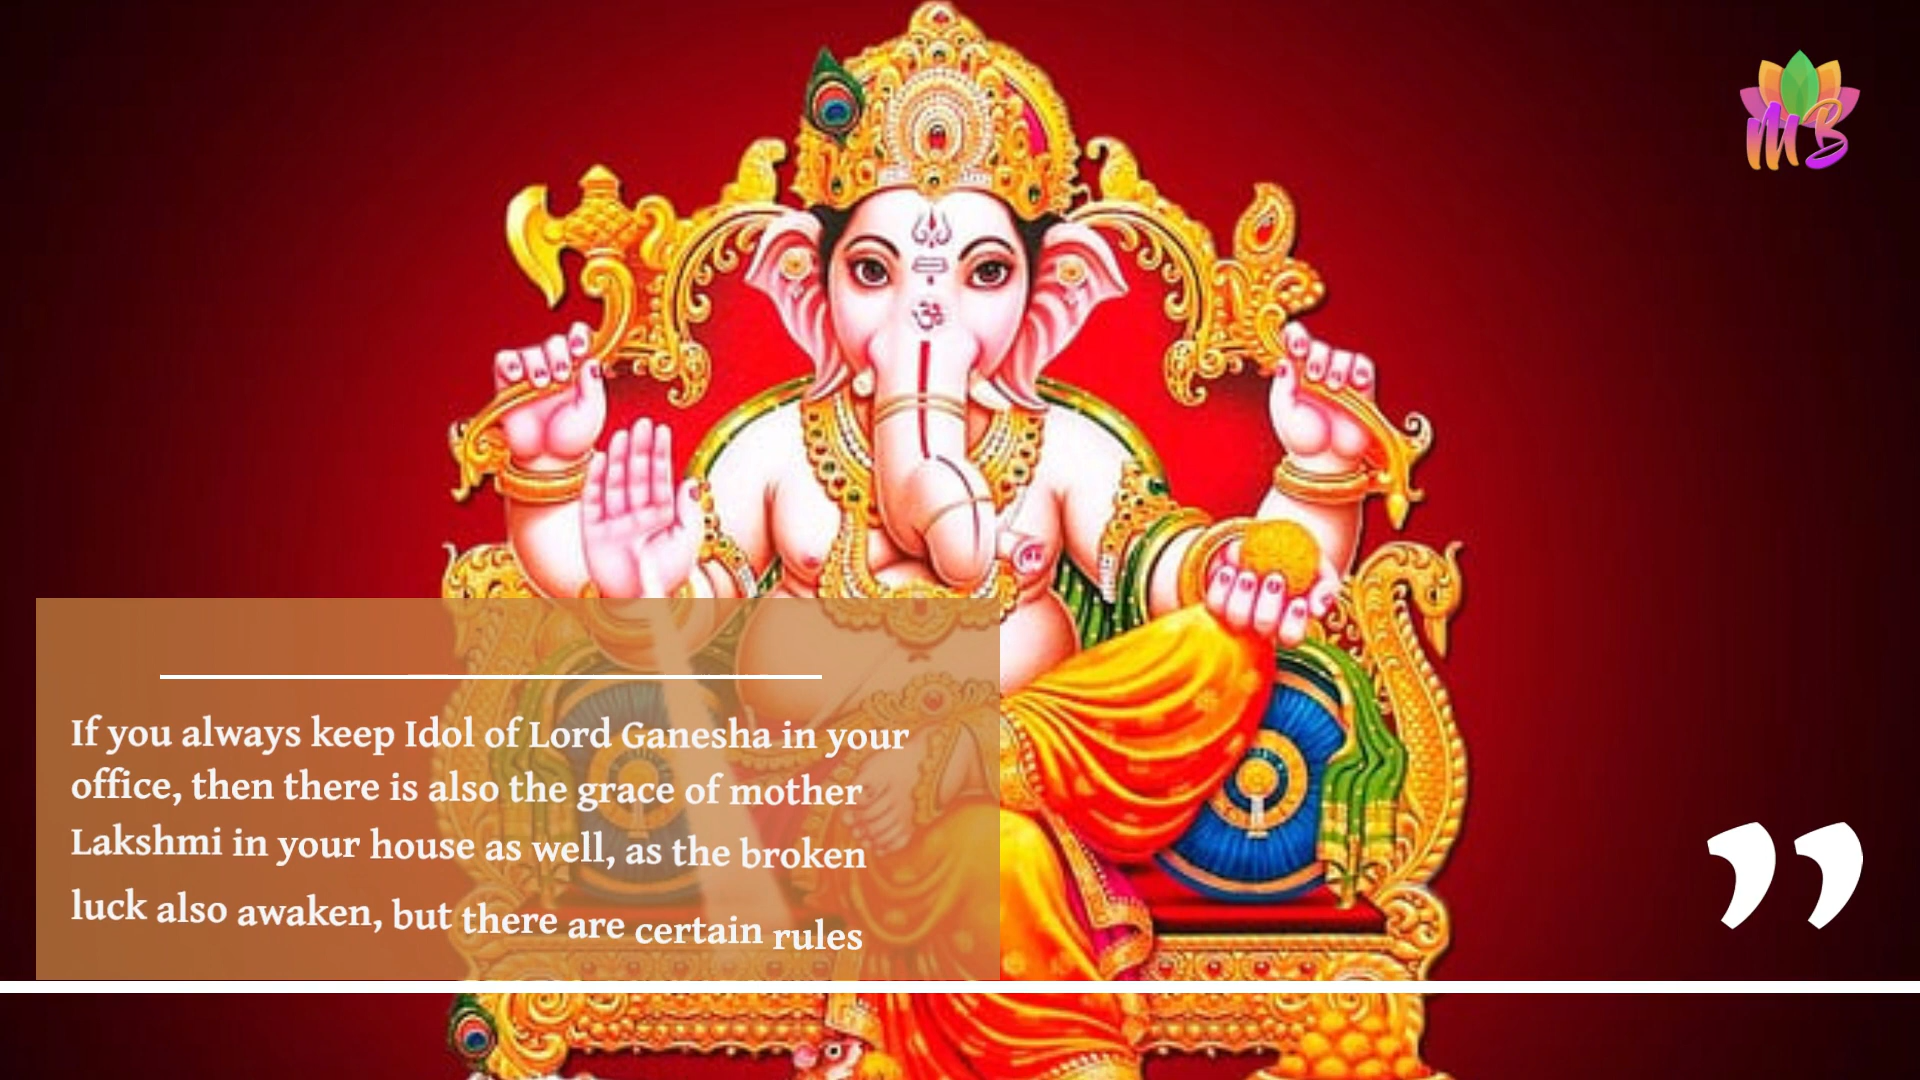 MB
ॐ
If you always keep Idol of Lord Ganesha in your
office, then there is also the grace of mother
Lakshmi in your house as well, as the broken
luck also awaken, but there are certain rules
”